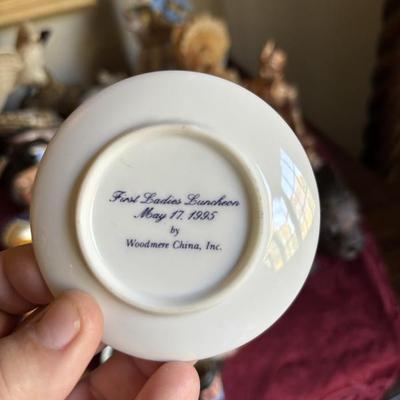 First Ladies Luncheon
May 17, 1995
by
Woodmere China, Inc.